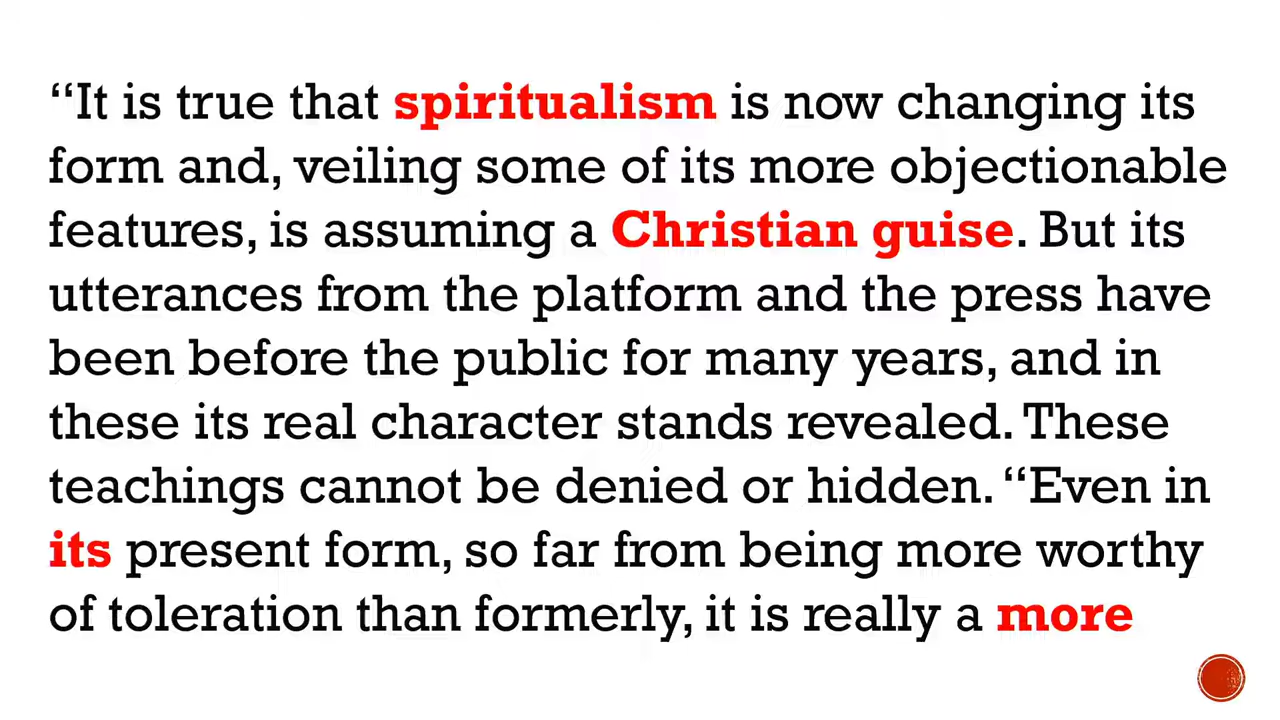 “It is true that spiritualism is now changing its
form and, veiling some of its more objectionable
features, is assuming a Christian guise. But its
utterances from the platform and the press have
been before the public for many years, and in
these its real character stands revealed. These
teachings cannot be denied or hidden. “Even in
its present form, so far from being more worthy
of toleration than formerly, it is really a more